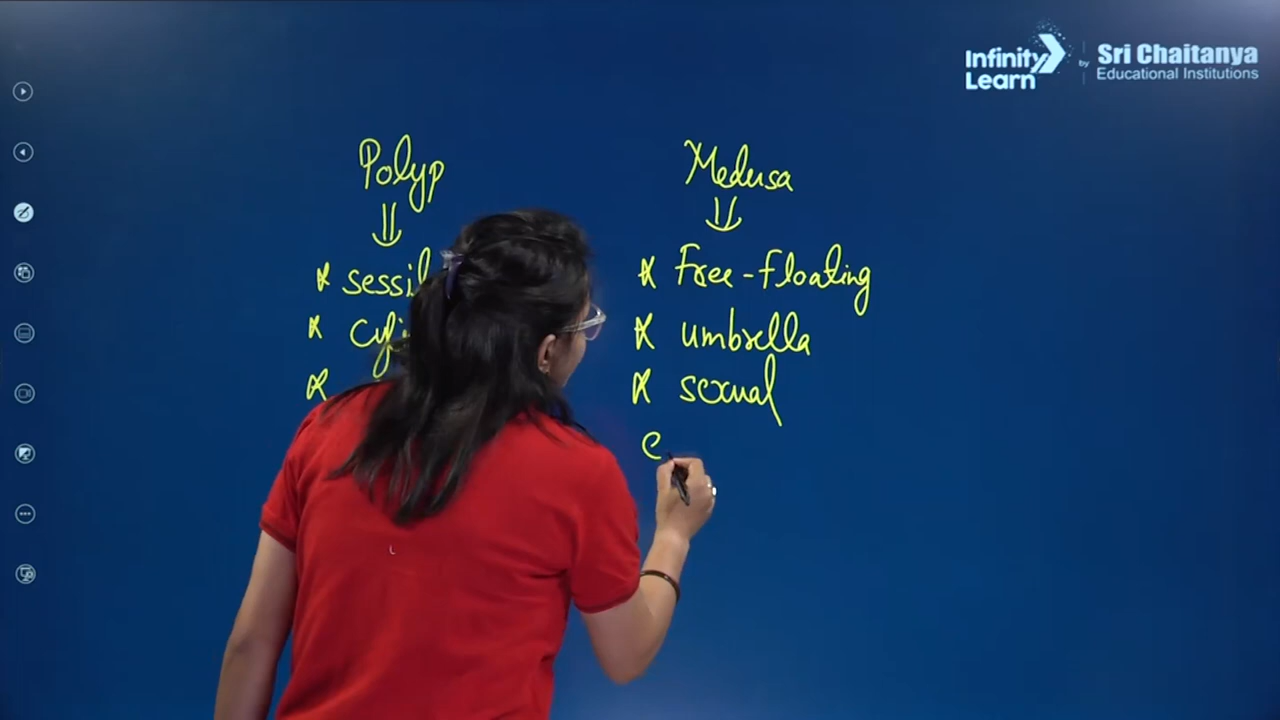 Infinity Learn by Sri Chaitanya Educational Institutions
Polyp Medusa
* * Free-floating
* * umbrella
* * sexual